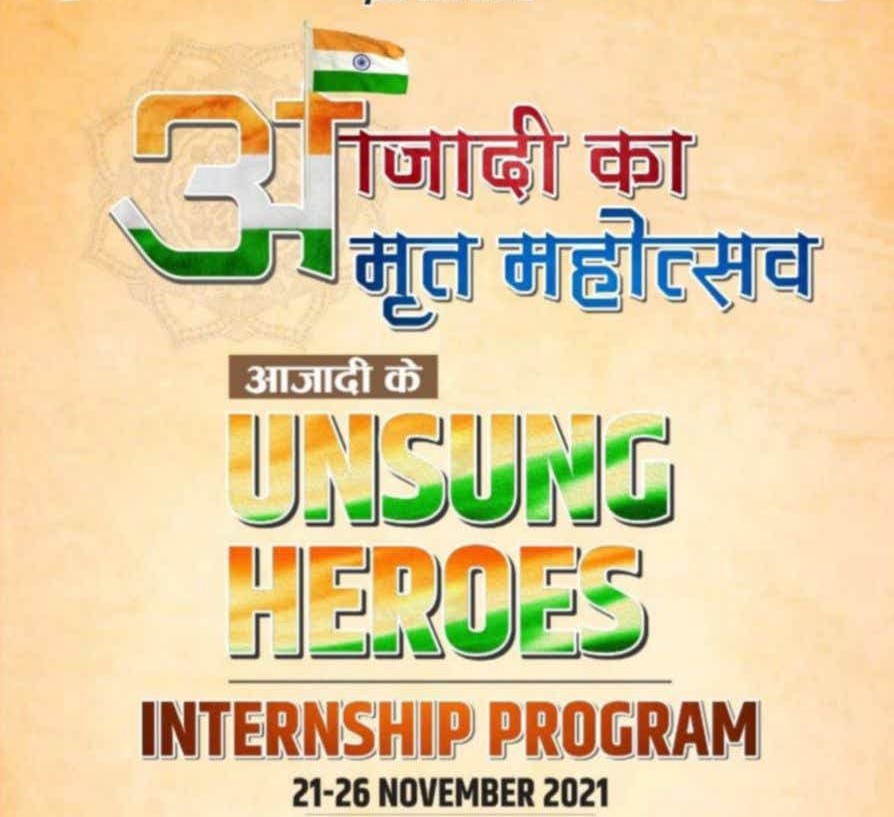 आजादी का
अमृत महोत्सव
आजादी के
UNSUNG
HEROES
INTERNSHIP PROGRAM
21-26 NOVEMBER 2021